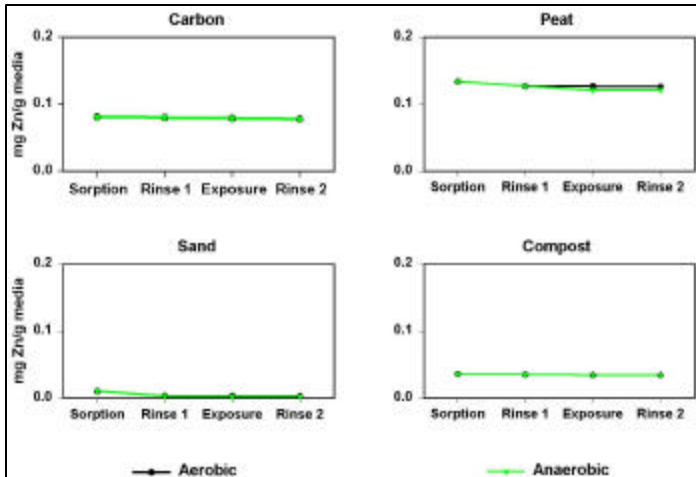 Carbon
Peat
0.2
0.1
0.0
mg Zn/g media
Sorption Rinse 1 Exposure Rinse 2
0.2
0.1
0.0
Sorption Rinse 1 Exposure Rinse 2
Sand
Compost
0.2
0.1
0.0
mg Zn/g media
Sorption Rinse 1 Exposure Rinse 2
0.2
0.1
0.0
Sorption Rinse 1 Exposure Rinse 2
Aerobic
Anaerobic